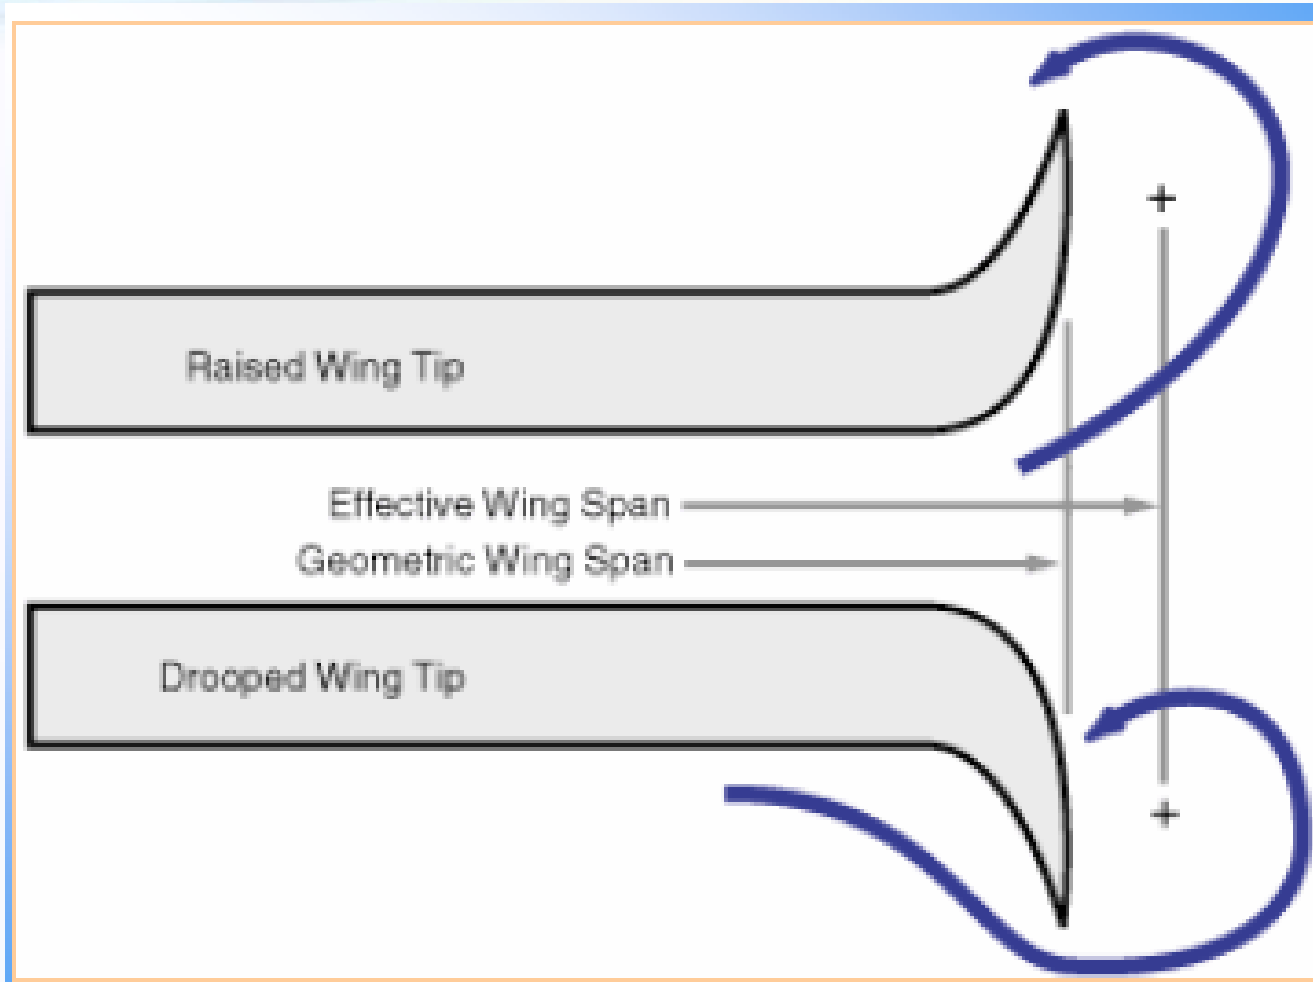 Raised Wing Tip
Effective Wing Span
Geometric Wing Span
Drooped Wing Tip